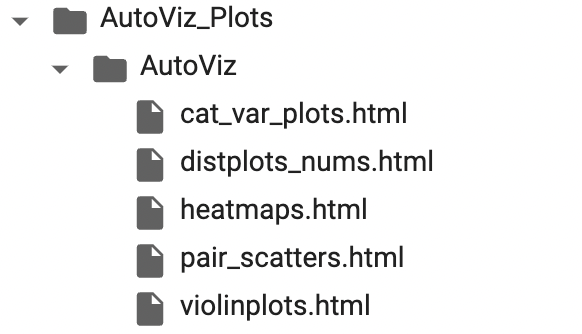 AutoViz_Plots
AutoViz
cat_var_plots.html
distplots_nums.html
heatmaps.html
pair_scatters.html
violinplots.html